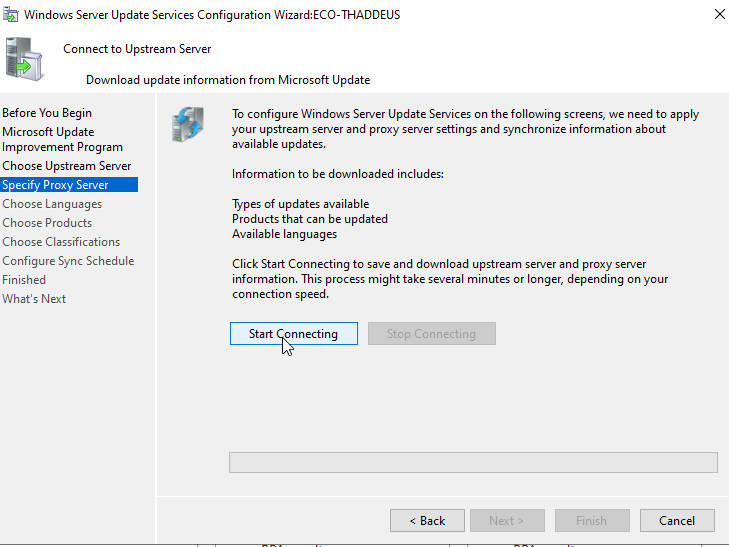 Windows Server Update Services Configuration Wizard:ECO-THADDEUS
Connect to Upstream Server
Download update information from Microsoft Update
Before You Begin
Microsoft Update
Improvement Program
Choose Upstream Server
Specify Proxy Server
Choose Languages
Choose Products
Choose Classifications
Configure Sync Schedule
Finished
What's Next
To configure Windows Server Update Services on the following screens, we need to apply
your upstream server and proxy server settings and synchronize information about
available updates.
Information to be downloaded includes:
Types of updates available
Products that can be updated
Available languages
Click Start Connecting to save and download upstream server and proxy server
information. This process might take several minutes or longer, depending on your
connection speed.
Start Connecting
Stop Connecting
< Back
Next >
Finish
Cancel